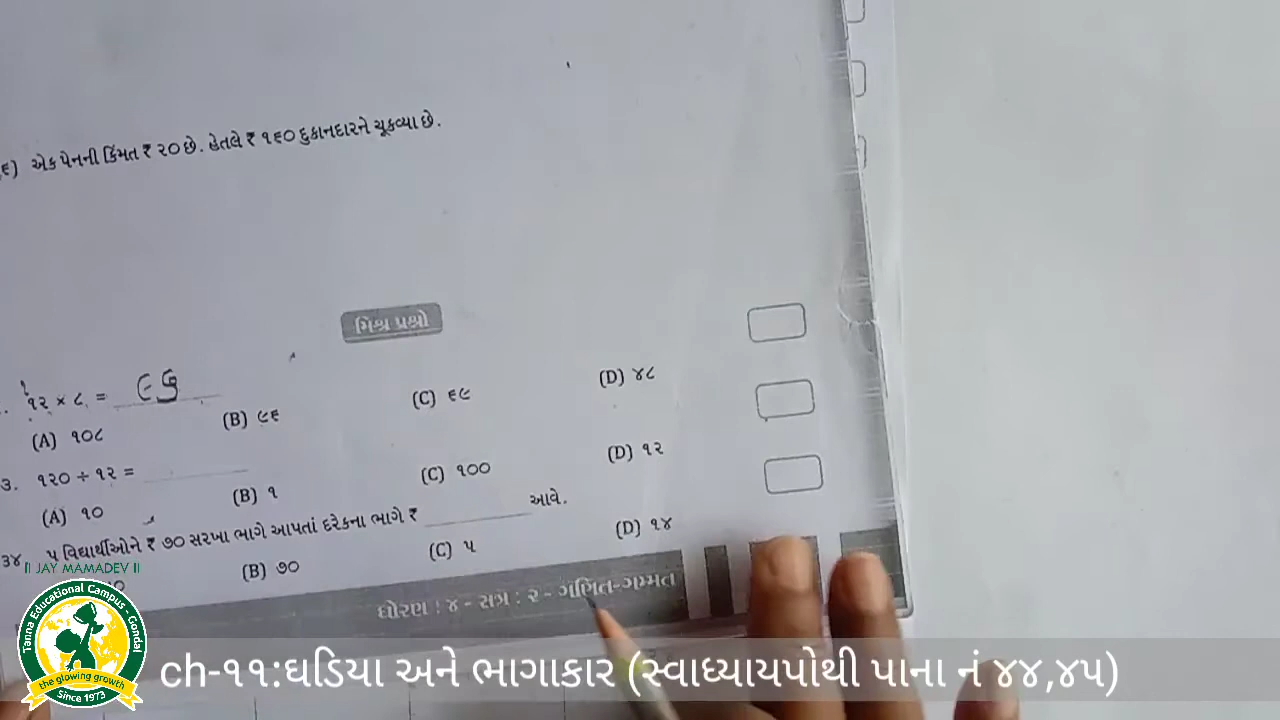 ૬) એક પેનની કિંમત ₹ ૨૦ છે. હેતલે ₹ ૧૬૦ દુકાનદારને ચૂકવ્યા છે.
મિશ્ર પ્રશ્નો
૧૨ × ૮ = ૯૬
(A) ૧૦૮ (B) ૯૬ (C) ૬૯ (D) ૪૮
૩. ૧૨૦ ÷ ૧૨ = ____
(A) ૧૦ (B) ૧ (C) ૧૦૦ (D) ૧૨
૩૪ ૫ વિદ્યાર્થીઓને ₹ ૭૦ સરખા ભાગે આપતાં દરેકના ભાગે ₹ ____ આવે.
(B) ૭૦ (C) ૫ (D) ૧૪
ધોરણ : ૪ - સત્ર : ૨ - ગણિત-ગમ્મત
|| JAY MAMADEV ||
Tanna Educational Campus - Gondal
the glowing growth
Since 1973
ch-૧૧:ઘડિયા અને ભાગાકાર (સ્વાધ્યાયપોથી પાના નં ૪૪,૪૫)